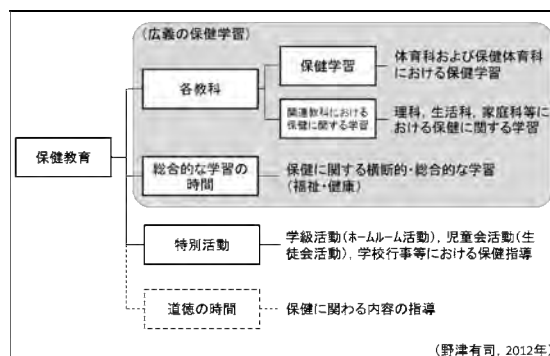 (広義の保健学習)
保健学習
体育科および保健体育科
における保健学習
各教科
関連教科における
保健に関する学習
理科，生活科，家庭科等に
おける保健に関する学習
保健教育
総合的な学習の
時間
保健に関する横断的・総合的な学習
(福祉・健康)
特別活動
学級活動(ホームルーム活動)，児童会活動(生
徒会活動)，学校行事等における保健指導
道徳の時間
保健に関わる内容の指導
(野津有司，2012年)